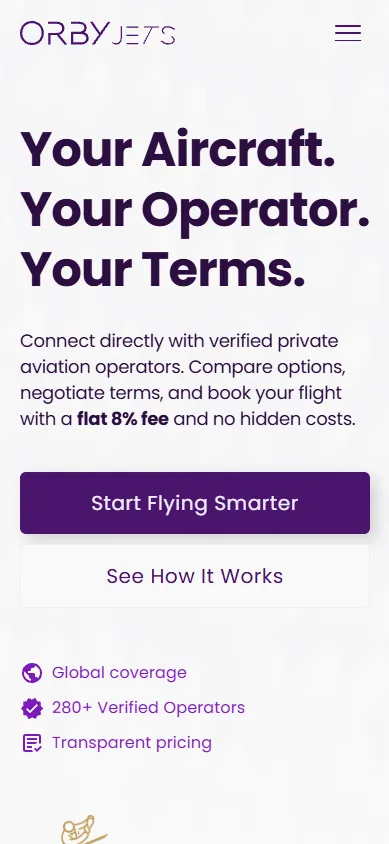 ORBYJETS
Your Aircraft.
Your Operator.
Your Terms.
Connect directly with verified private
aviation operators. Compare options,
negotiate terms, and book your flight
with a flat 8% fee and no hidden costs.
Start Flying Smarter
See How It Works
Global coverage
280+ Verified Operators
Transparent pricing